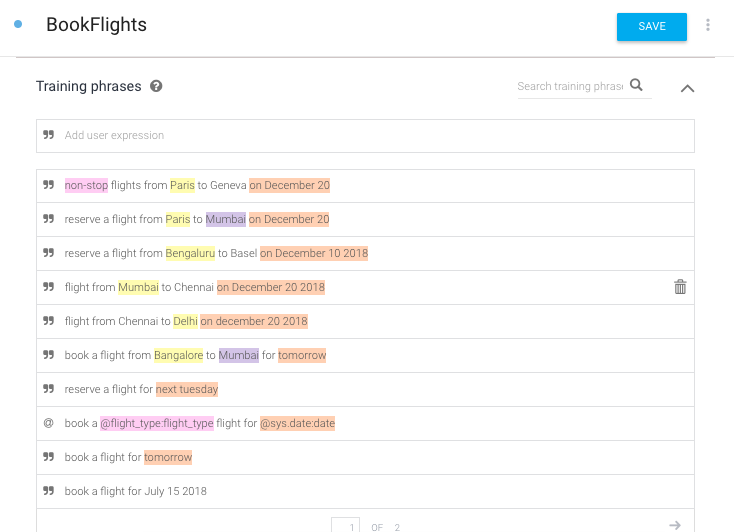 BookFlights
SAVE
Training phrases
Search training phras
Add user expression
non-stop flights from Paris to Geneva on December 20
reserve a flight from Paris to Mumbai on December 20
reserve a flight from Bengaluru to Basel on December 10 2018
flight from Mumbai to Chennai on December 20 2018
flight from Chennai to Delhi on december 20 2018
book a flight from Bangalore to Mumbai for tomorrow
reserve a flight for next tuesday
@ book a @flight_type:flight_type flight for @sys.date:date
book a flight for tomorrow
book a flight for July 15 2018
1 OF 2